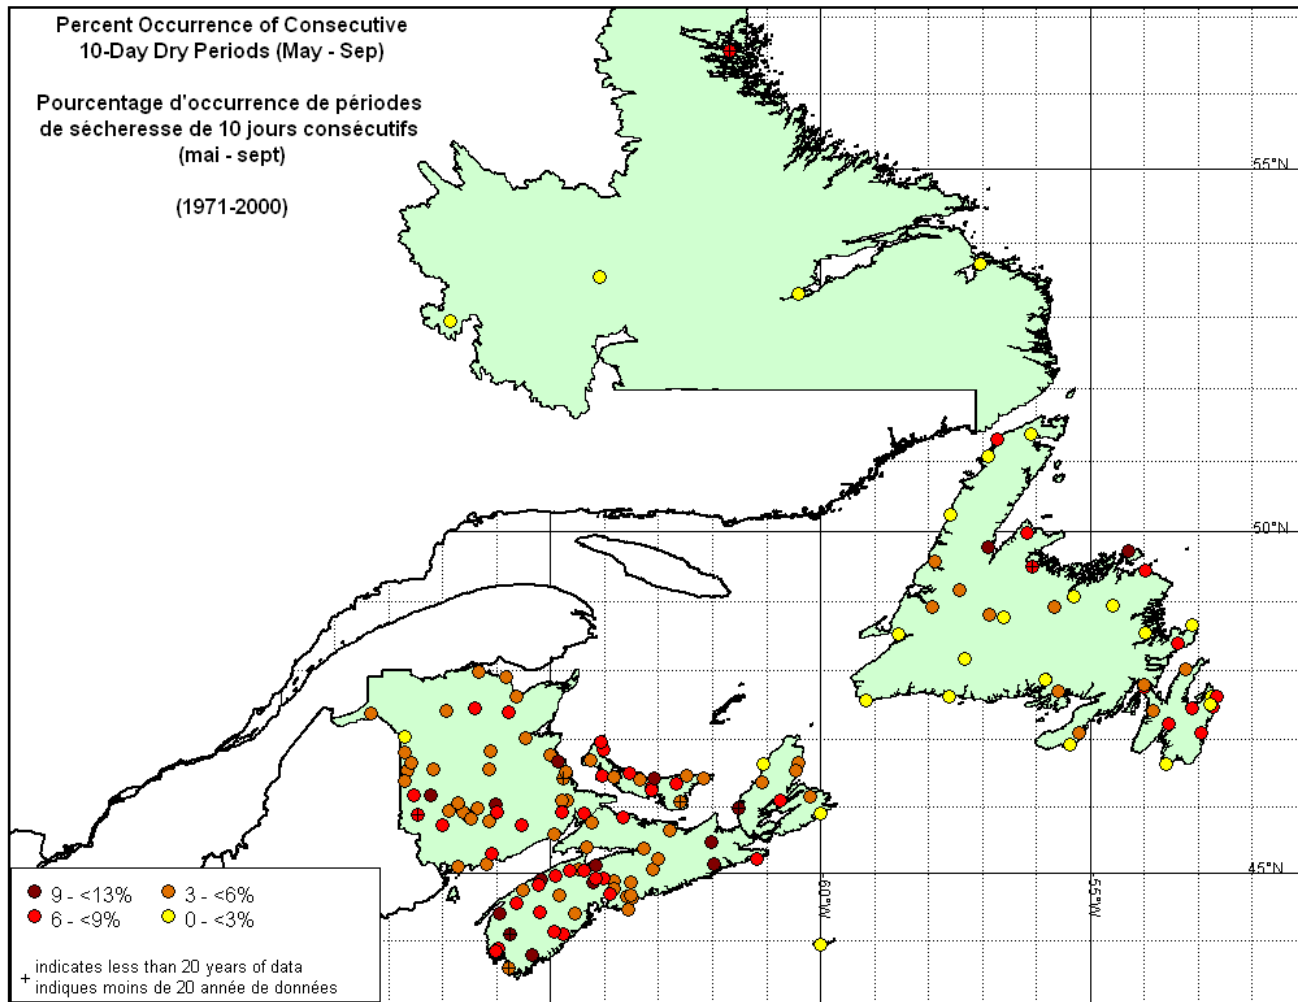 Percent Occurrence of Consecutive
10-Day Dry Periods (May - Sep)
Pourcentage d'occurrence de périodes
de sécheresse de 10 jours consécutifs
(mai - sept)
(1971-2000)
55°N
50°N
45°N
60°W
55°W
9 - <13%
3 - <6%
6 - <9%
0 - <3%
+ indicates less than 20 years of data
indiques moins de 20 année de données